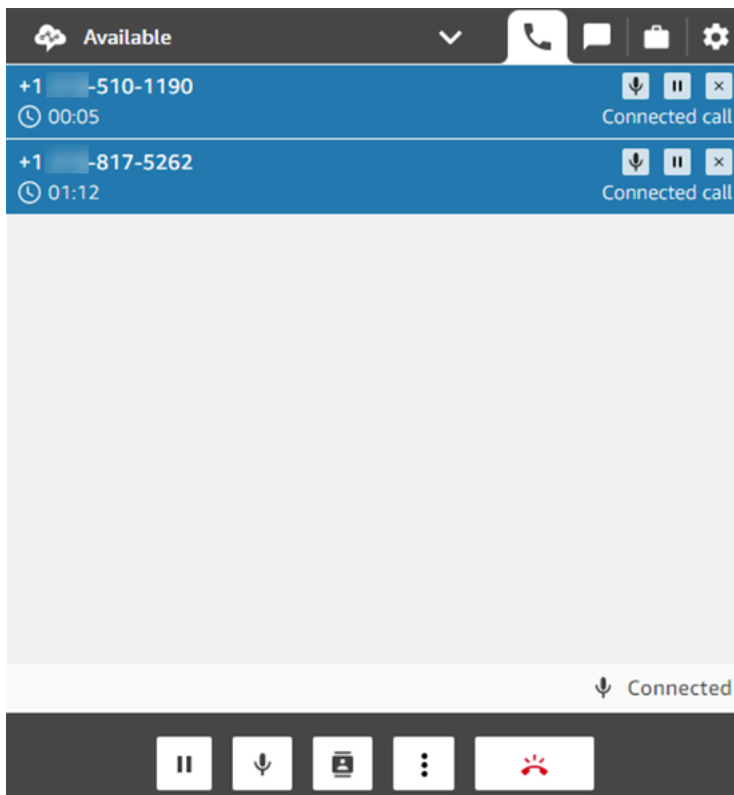 Available
+1 -510-1190
00:05
Connected call
+1 -817-5262
01:12
Connected call
Connected